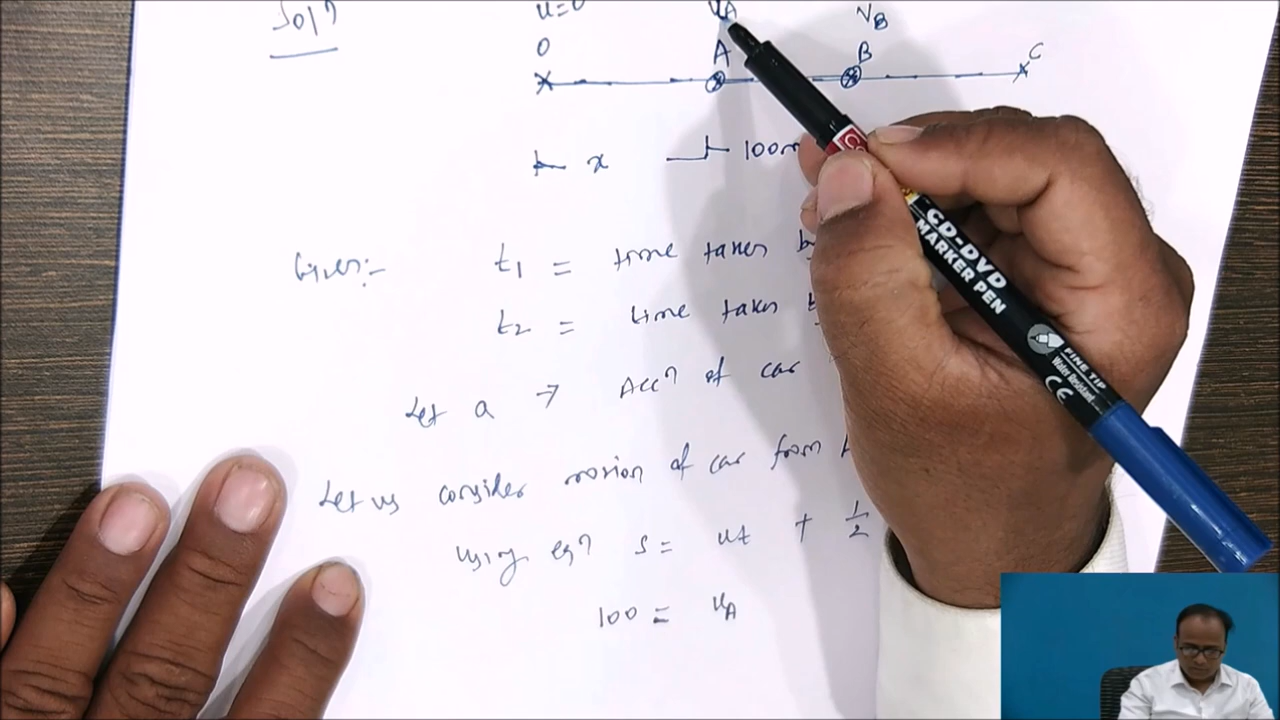 Solⁿ
u=0 VA VB
O A B C
x 100m
Given:-
t1 = time taken b
t2 = time taken
Let a → Accⁿ of car
Let us consider motion of car from
using eqⁿ s = ut + 1/2
100 = uA
CD-DVD
MARKER PEN
FINE TIP
Water Resistant
CE